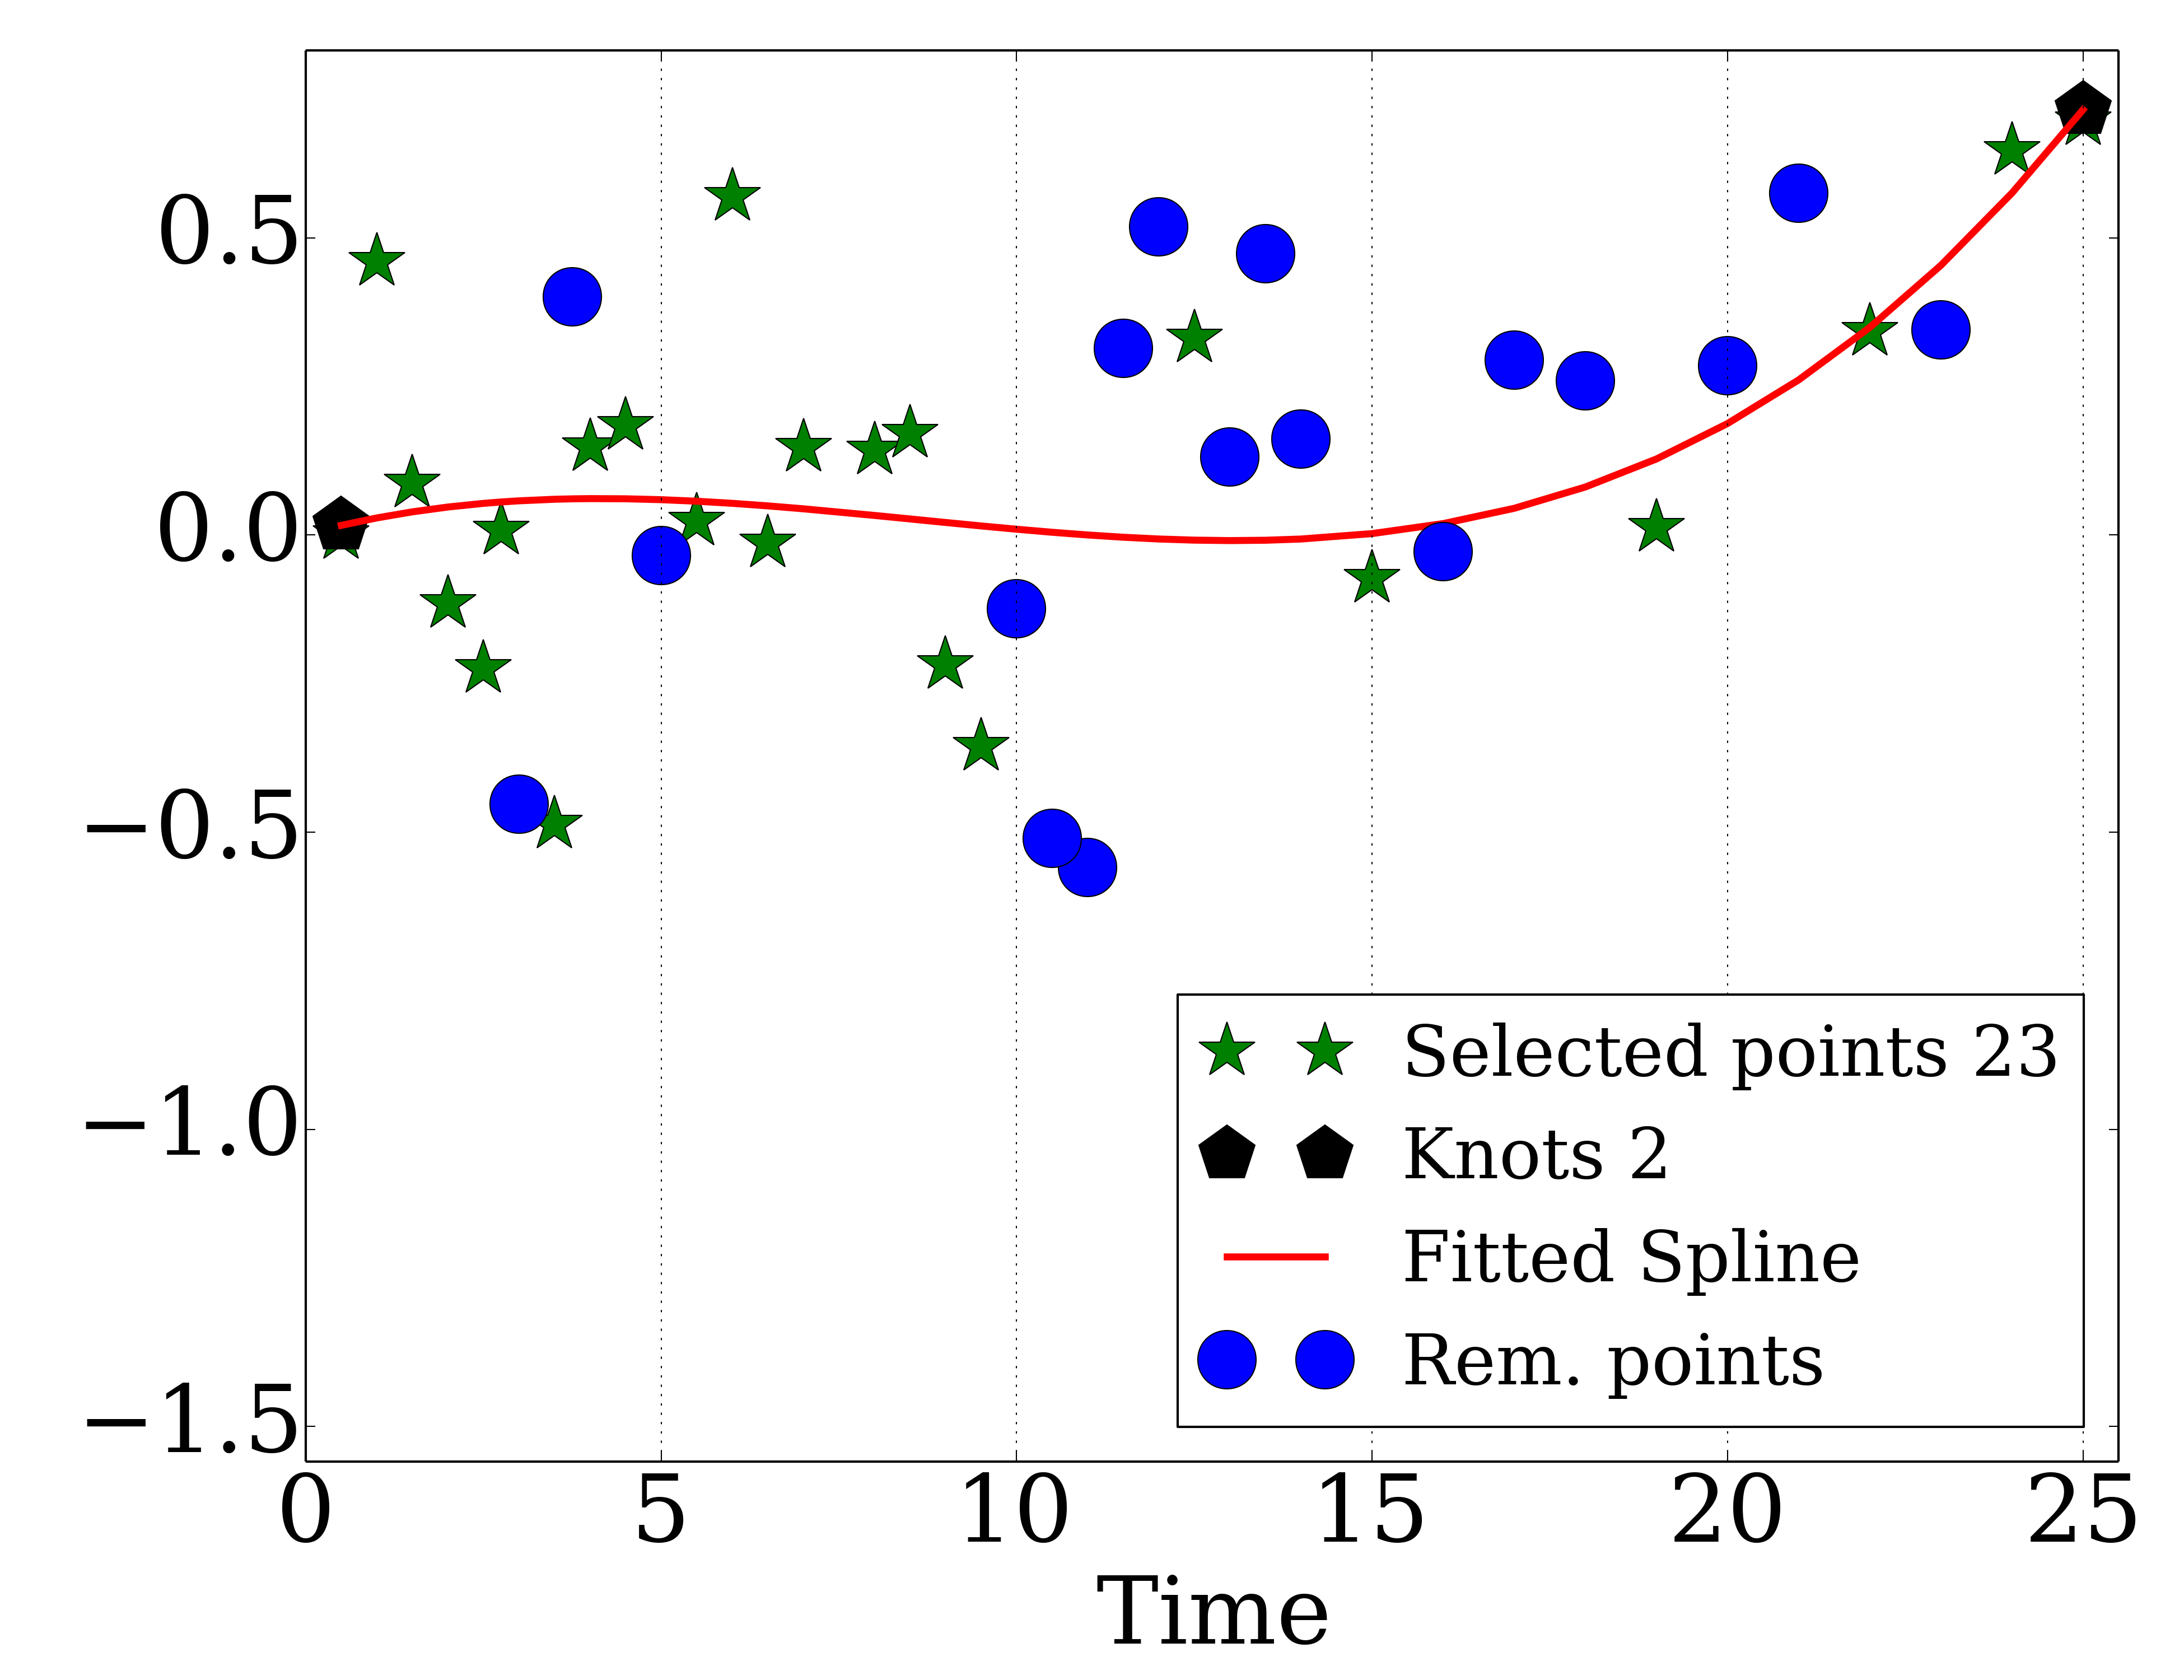 0.5
0.0
−0.5
−1.0
−1.5
0 5 10 15 20 25
Time
Selected points 23
Knots 2
Fitted Spline
Rem. points